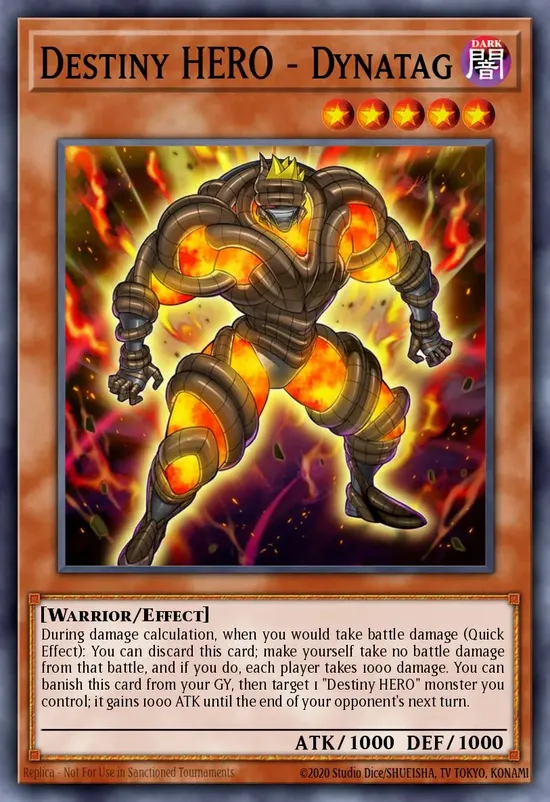 Destiny HERO - Dynatag
DARK
闇
[Warrior/Effect]
During damage calculation, when you would take battle damage (Quick
Effect): You can discard this card; make yourself take no battle damage
from that battle, and if you do, each player takes 1000 damage. You can
banish this card from your GY, then target 1 "Destiny HERO" monster you
control; it gains 1000 ATK until the end of your opponent's next turn.
ATK/1000 DEF/1000
Replica - Not For Use in Sanctioned Tournaments
©2020 Studio Dice/SHUEISHA, TV TOKYO, KONAMI